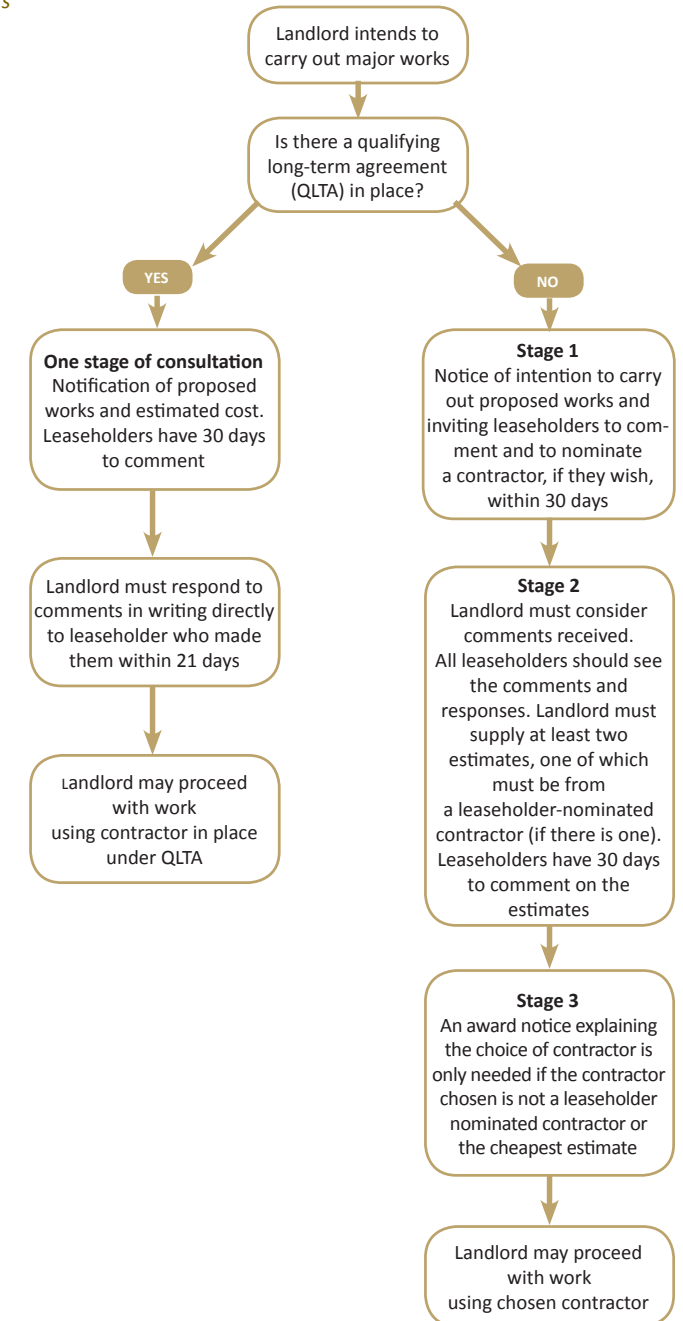 s
Landlord intends to
carry out major works
Is there a qualifying
long-term agreement
(QLTA) in place?
YES
NO
One stage of consultation
Notification of proposed
works and estimated cost.
Leaseholders have 30 days
to comment
Landlord must respond to
comments in writing directly
to leaseholder who made
them within 21 days
Landlord may proceed
with work
using contractor in place
under QLTA
Stage 1
Notice of intention to carry
out proposed works and
inviting leaseholders to com-
ment and to nominate
a contractor, if they wish,
within 30 days
Stage 2
Landlord must consider
comments received.
All leaseholders should see
the comments and
responses. Landlord must
supply at least two
estimates, one of which
must be from
a leaseholder-nominated
contractor (if there is one).
Leaseholders have 30 days
to comment on the
estimates
Stage 3
An award notice explaining
the choice of contractor is
only needed if the contractor
chosen is not a leaseholder
nominated contractor or
the cheapest estimate
Landlord may proceed
with work
using chosen contractor